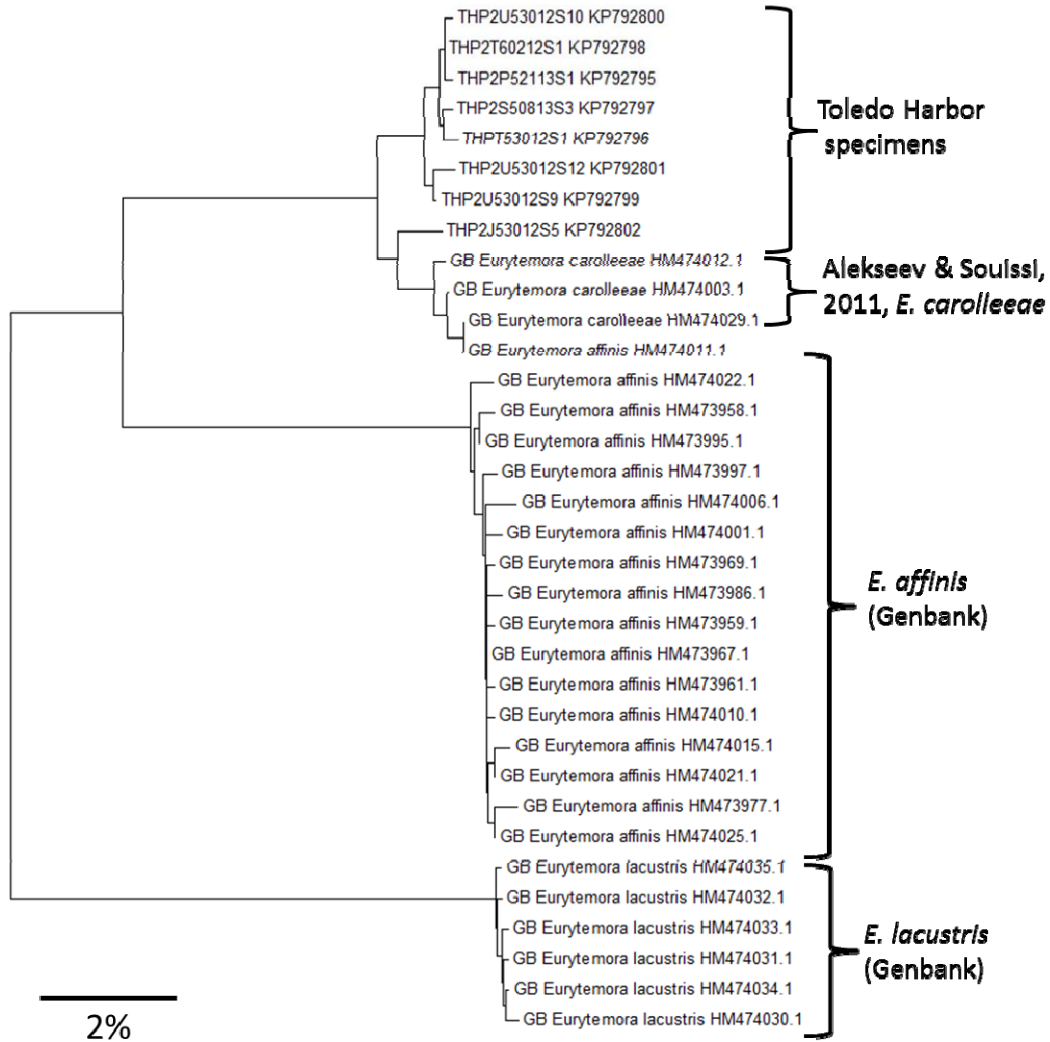 THP2U53012S10 KP792800
THP2T60212S1 KP792798
THP2P52113S1 KP792795
THP2S50813S3 KP792797
THPT53012S1 KP792796
THP2U53012S12 KP792801
THP2U53012S9 KP792799
THP2J53012S5 KP792802
Toledo Harbor
specimens
GB Eurytemora carolleeae HM474012.1
GB Eurytemora carolleeae HM474003.1
GB Eurytemora carolleeae HM474029.1
GB Eurytemora affinis HM474011.1
Alekseev & Souissi,
2011, E. carolleeae
GB Eurytemora affinis HM474022.1
GB Eurytemora affinis HM473958.1
GB Eurytemora affinis HM473995.1
GB Eurytemora affinis HM473997.1
GB Eurytemora affinis HM474006.1
GB Eurytemora affinis HM474001.1
GB Eurytemora affinis HM473969.1
GB Eurytemora affinis HM473986.1
GB Eurytemora affinis HM473959.1
GB Eurytemora affinis HM473967.1
GB Eurytemora affinis HM473961.1
GB Eurytemora affinis HM474010.1
GB Eurytemora affinis HM474015.1
GB Eurytemora affinis HM474021.1
GB Eurytemora affinis HM473977.1
GB Eurytemora affinis HM474025.1
E. affinis
(Genbank)
GB Eurytemora lacustris HM474035.1
GB Eurytemora lacustris HM474032.1
GB Eurytemora lacustris HM474033.1
GB Eurytemora lacustris HM474031.1
GB Eurytemora lacustris HM474034.1
GB Eurytemora lacustris HM474030.1
E. lacustris
(Genbank)
2%